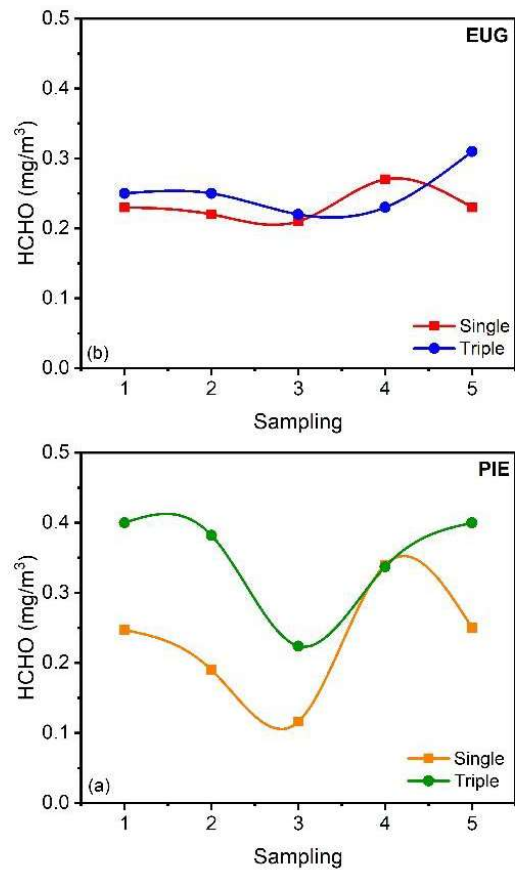 0.5
EUG
0.4
0.3
0.2
0.1
0.0
HCHO (mg/m³)
Single
Triple
(b)
1 2 3 4 5
Sampling
0.5
PIE
0.4
0.3
0.2
0.1
0.0
HCHO (mg/m³)
Single
Triple
(a)
1 2 3 4 5
Sampling